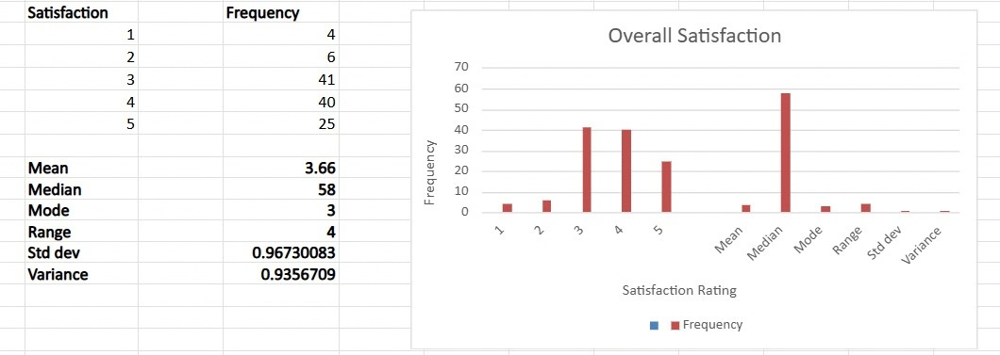 Satisfaction Frequency
1 4
2 6
3 41
4 40
5 25
Mean 3.66
Median 58
Mode 3
Range 4
Std dev 0.96730083
Variance 0.9356709
Overall Satisfaction
70
60
50
40
30
20
10
0
Frequency
1 2 3 4 5 Mean Median Mode Range Std dev Variance
Satisfaction Rating
Frequency